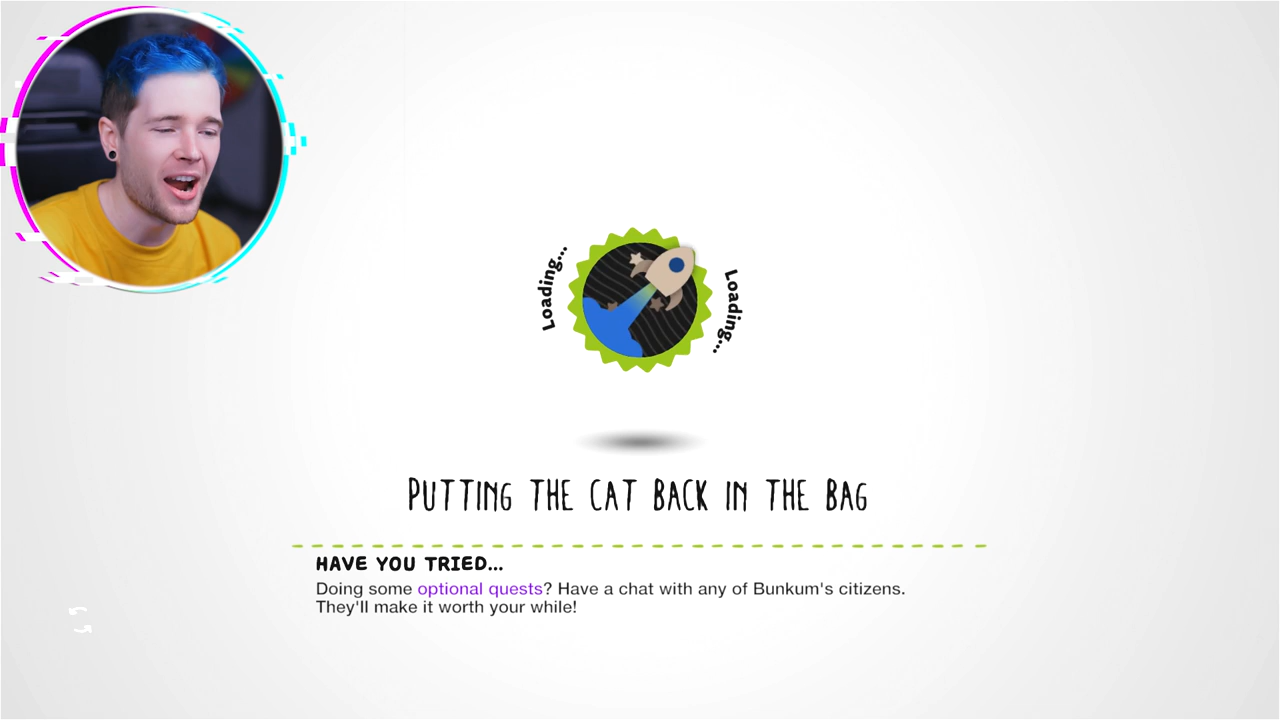 Loading...
Loading...
PUTTING THE CAT BACK IN THE BAG
HAVE YOU TRIED...
Doing some optional quests? Have a chat with any of Bunkum's citizens.
They'll make it worth your while!